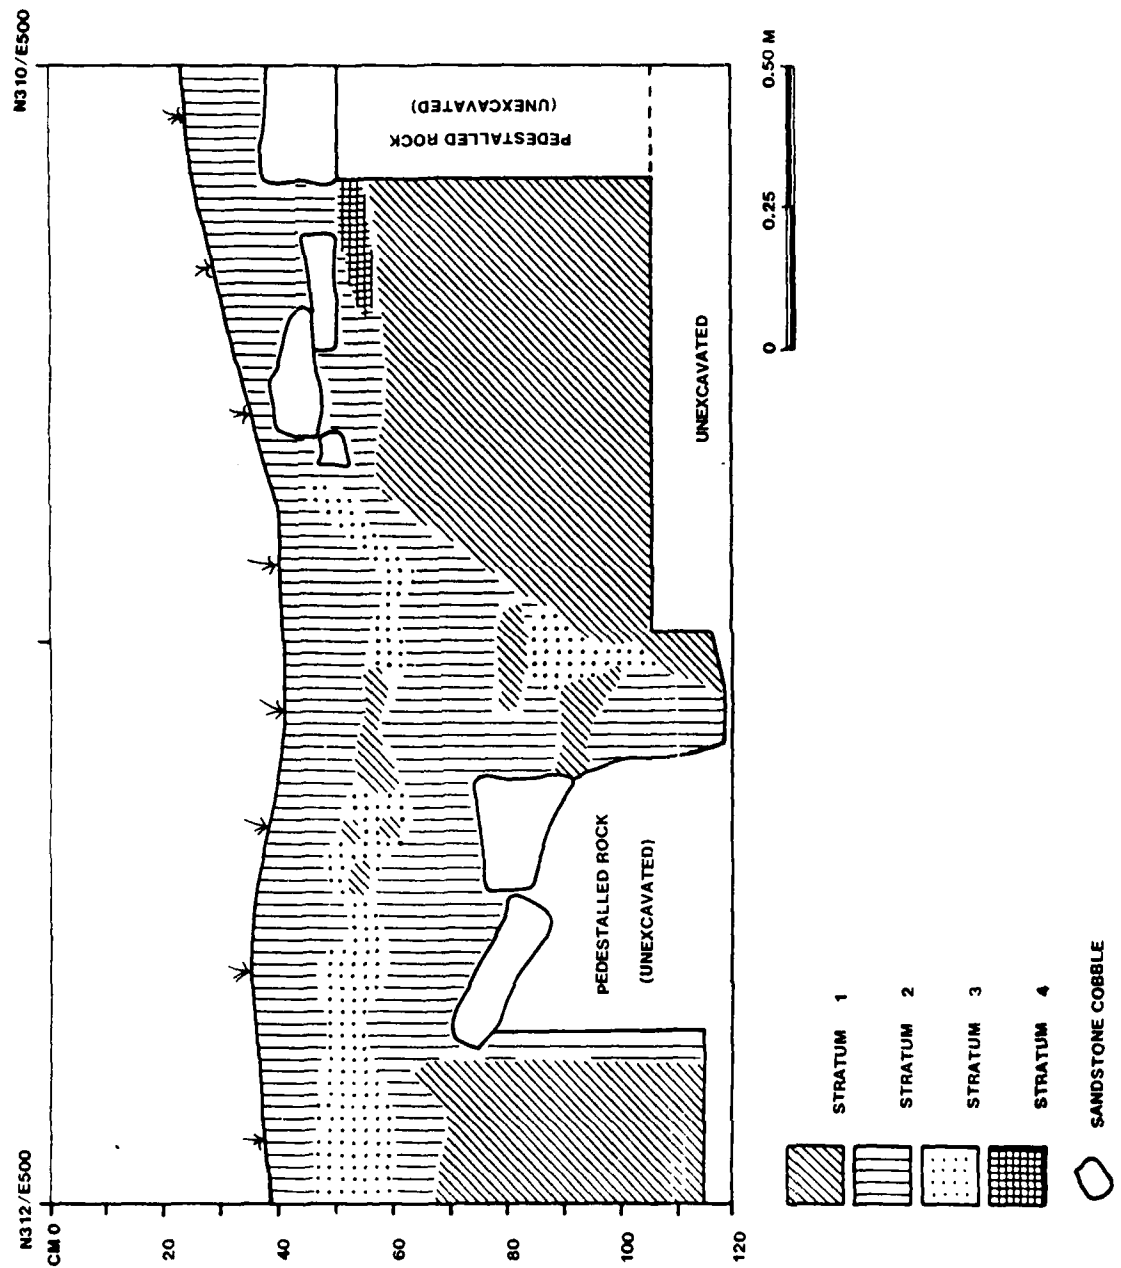 N312/E500
N310/E500
CM 0
20
40
60
80
100
120
PEDESTALLED ROCK
(UNEXCAVATED)
PEDESTALLED ROCK
(UNEXCAVATED)
UNEXCAVATED
0
0.25
0.50 M
STRATUM 1
STRATUM 2
STRATUM 3
STRATUM 4
SANDSTONE COBBLE